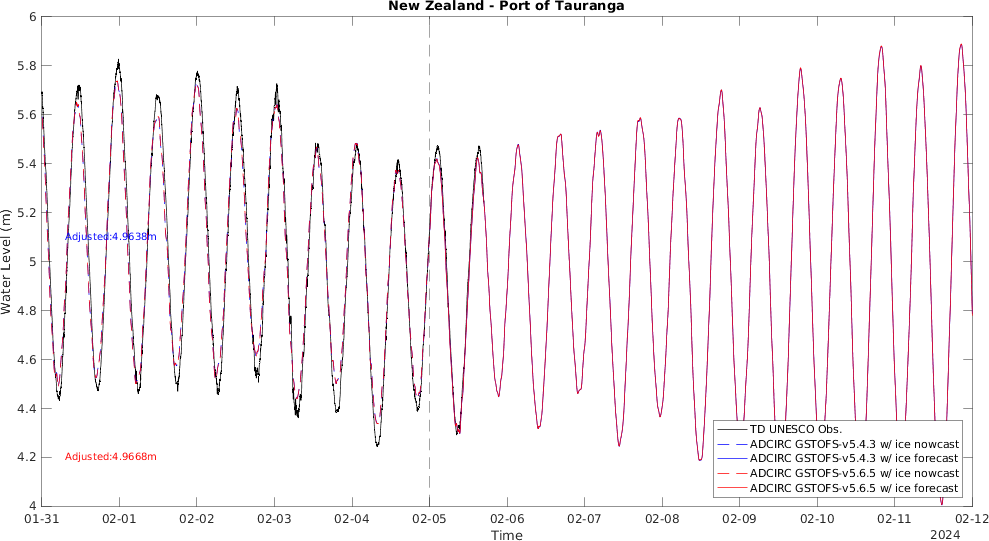 New Zealand - Port of Tauranga
6
5.8
5.6
5.4
5.2
5
4.8
4.6
4.4
4.2
4
Water Level (m)
Adjusted:4.9638m
Adjusted:4.9668m
TD UNESCO Obs.
ADCIRC GSTOFS-v5.4.3 w/ ice nowcast
ADCIRC GSTOFS-v5.4.3 w/ ice forecast
ADCIRC GSTOFS-v5.6.5 w/ ice nowcast
ADCIRC GSTOFS-v5.6.5 w/ ice forecast
01-31 02-01 02-02 02-03 02-04 02-05 02-06 02-07 02-08 02-09 02-10 02-11 02-12
Time
2024